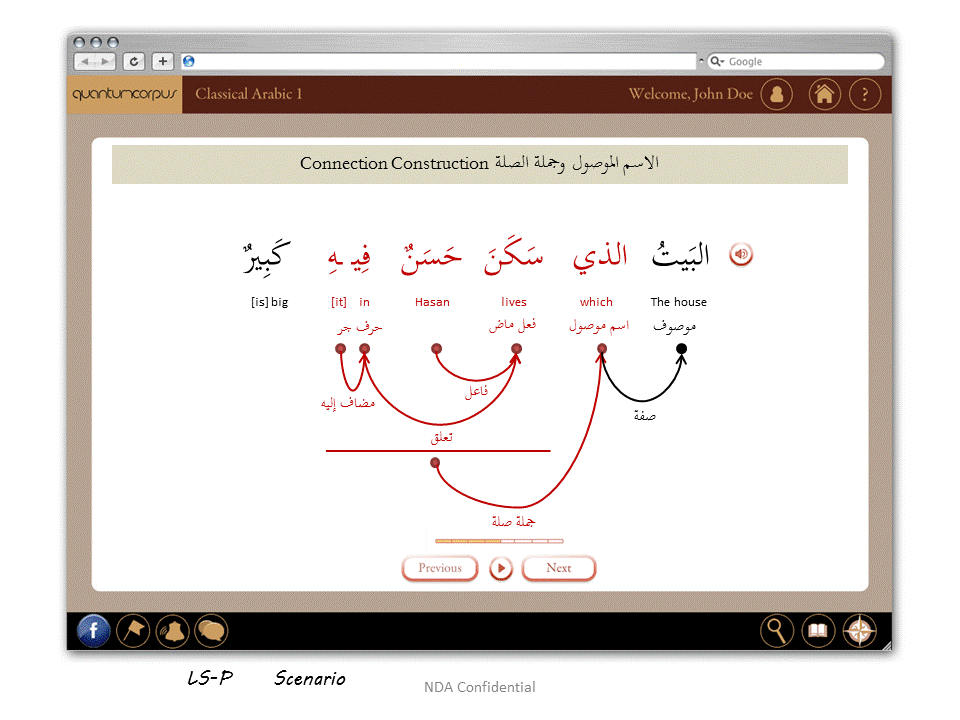 Google
quantumcorpus Classical Arabic 1 Welcome, John Doe ?
Connection Construction الاسم الموصول وجملة الصلة
البَيتُ الذي سَكَنَ حَسَنٌ فِيـهِ كَبِيرٌ
[is] big [it] in Hasan lives which The house
موصوف اسم موصول فعل ماض حرف جر
فاعل
مضاف إليه
صفة
تعلق
جملة صلة
Previous Next
f
LS-P Scenario
NDA Confidential